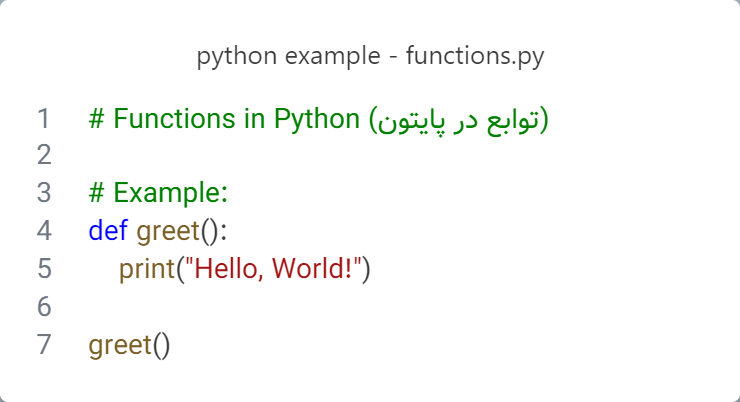 python example - functions.py
1 # Functions in Python (توابع در پایتون)
2
3 # Example:
4 def greet():
5     print("Hello, World!")
6
7 greet()